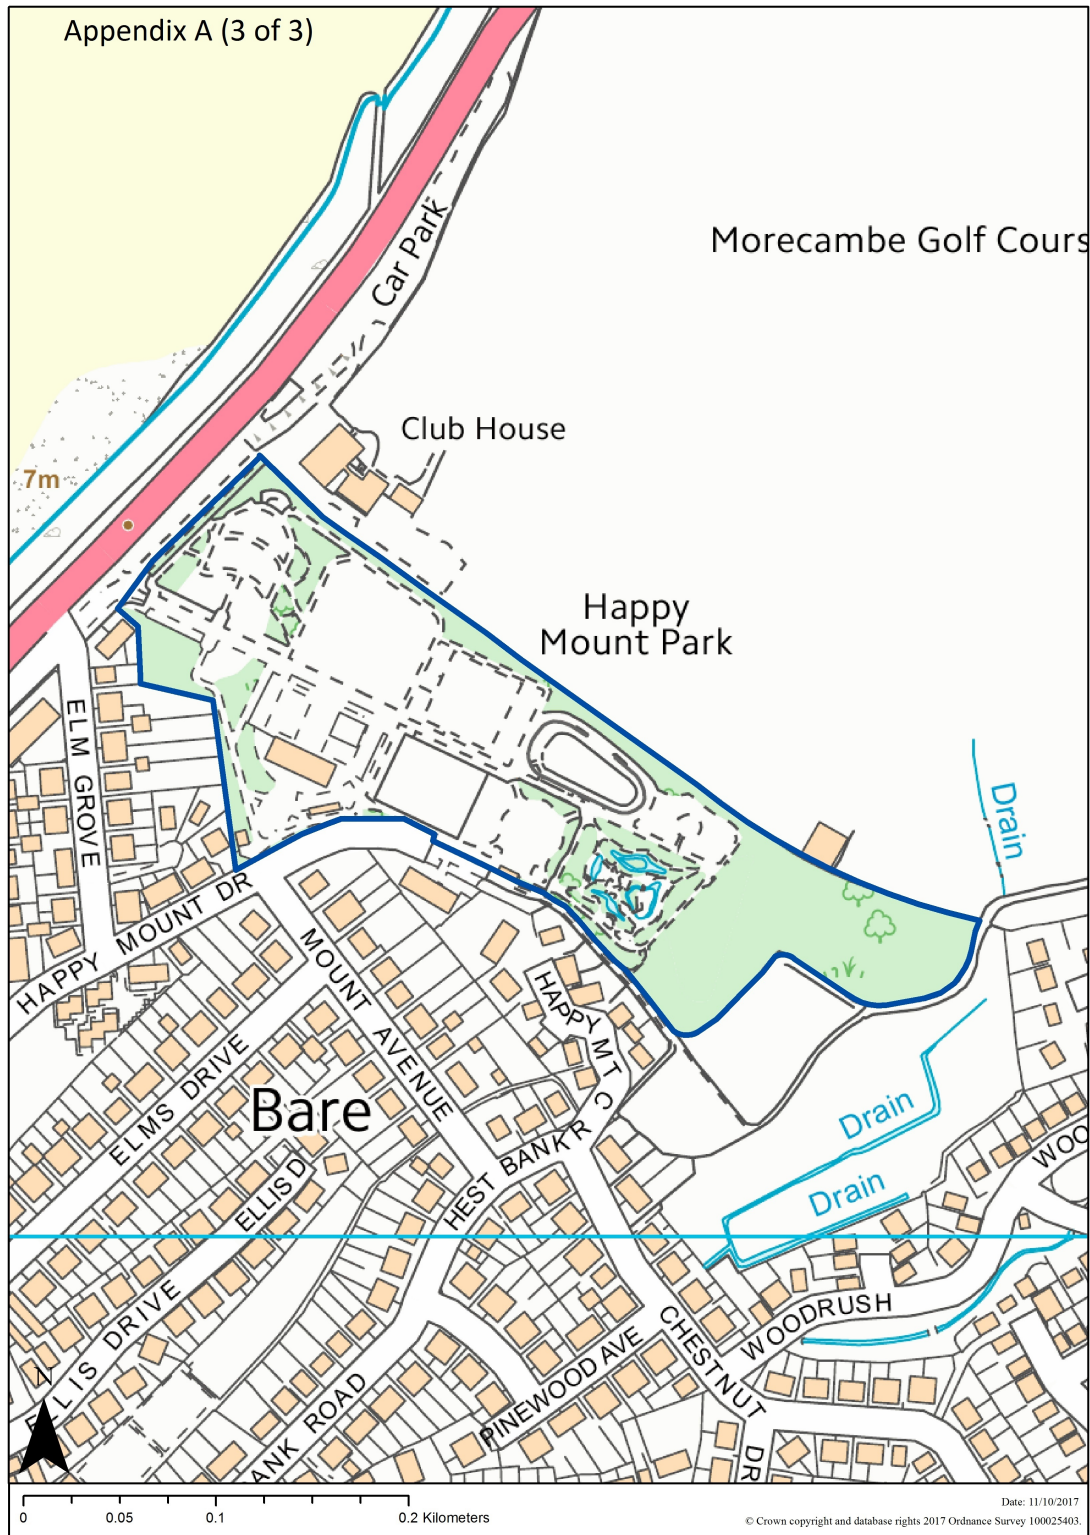 Appendix A (3 of 3)
Car Park
Morecambe Golf Cours
Club House
7m
Happy
Mount Park
ELM GROVE
Drain
HAPPY MOUNT DR
MOUNT AVENUE
HAPPY MT C
ELMS DRIVE
Bare
Drain
HEST BANK R
WOO
ELLIS D
Drain
ELLIS DRIVE
WOODRUSH
CHESTNUT
DR
PINEWOOD AVE
ANK ROAD
N
0 0.05 0.1 0.2 Kilometers
Date: 11/10/2017
© Crown copyright and database rights 2017 Ordnance Survey 100025403.